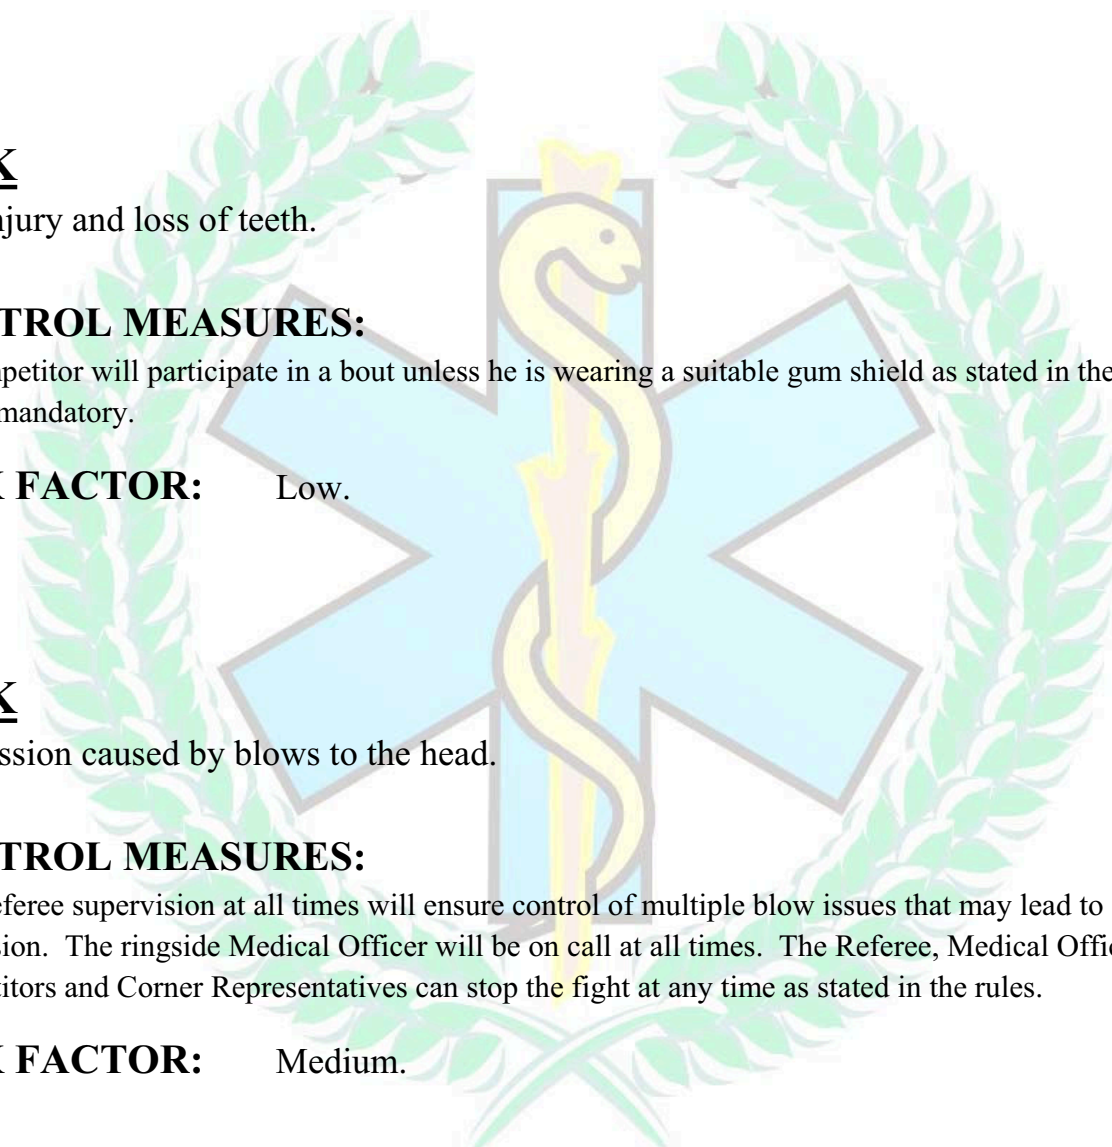 K
njury and loss of teeth.
TROL MEASURES:
petitor will participate in a bout unless he is wearing a suitable gum shield as stated in the
mandatory.
K FACTOR: Low.
K
ssion caused by blows to the head.
TROL MEASURES:
eferee supervision at all times will ensure control of multiple blow issues that may lead to
sion. The ringside Medical Officer will be on call at all times. The Referee, Medical Offic
titors and Corner Representatives can stop the fight at any time as stated in the rules.
K FACTOR: Medium.